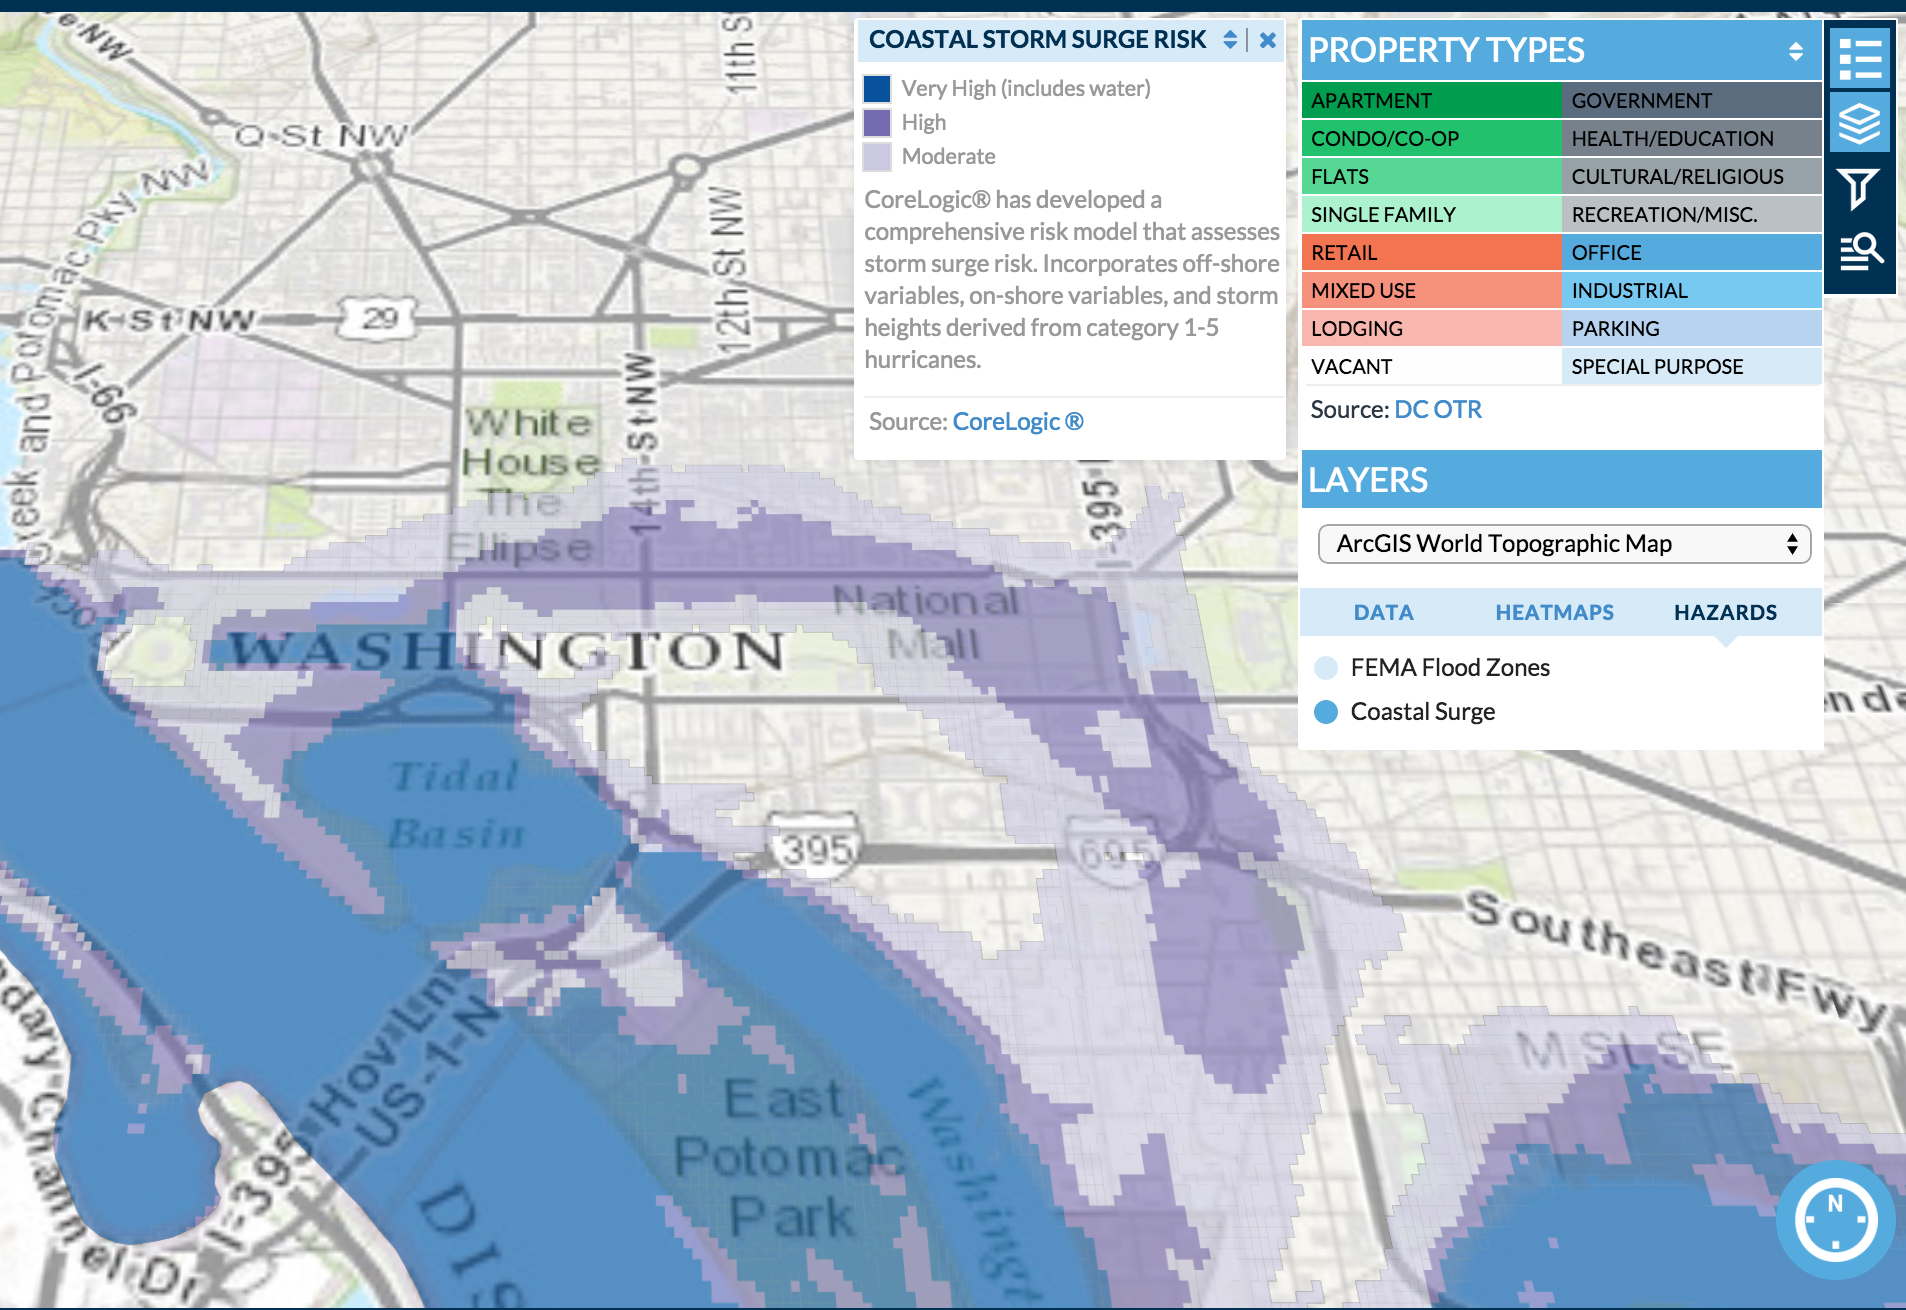 COASTAL STORM SURGE RISK
Very High (includes water)
High
Moderate
CoreLogic® has developed a
comprehensive risk model that assesses
storm surge risk. Incorporates off-shore
variables, on-shore variables, and storm
heights derived from category 1-5
hurricanes.
Source: CoreLogic ®
PROPERTY TYPES
APARTMENT
GOVERNMENT
CONDO/CO-OP
HEALTH/EDUCATION
FLATS
CULTURAL/RELIGIOUS
SINGLE FAMILY
RECREATION/MISC.
RETAIL
OFFICE
MIXED USE
INDUSTRIAL
LODGING
PARKING
VACANT
SPECIAL PURPOSE
Source: DC OTR
LAYERS
ArcGIS World Topographic Map
DATA
HEATMAPS
HAZARDS
FEMA Flood Zones
Coastal Surge
N
e NW
11th S
Q St NW
eek and Potomac Pky NW
12th St NW
K St NW
29
I-66
14th St NW
White
House
The
Ellipse
I-395
National
Mall
WASHINGTON
Tidal
Basin
395
695
Southeast Fwy
M St SE
East
Potomac
Park
Washingt
I-395 Hov Ln
US-1-N
DIS
ndary Channel Dr